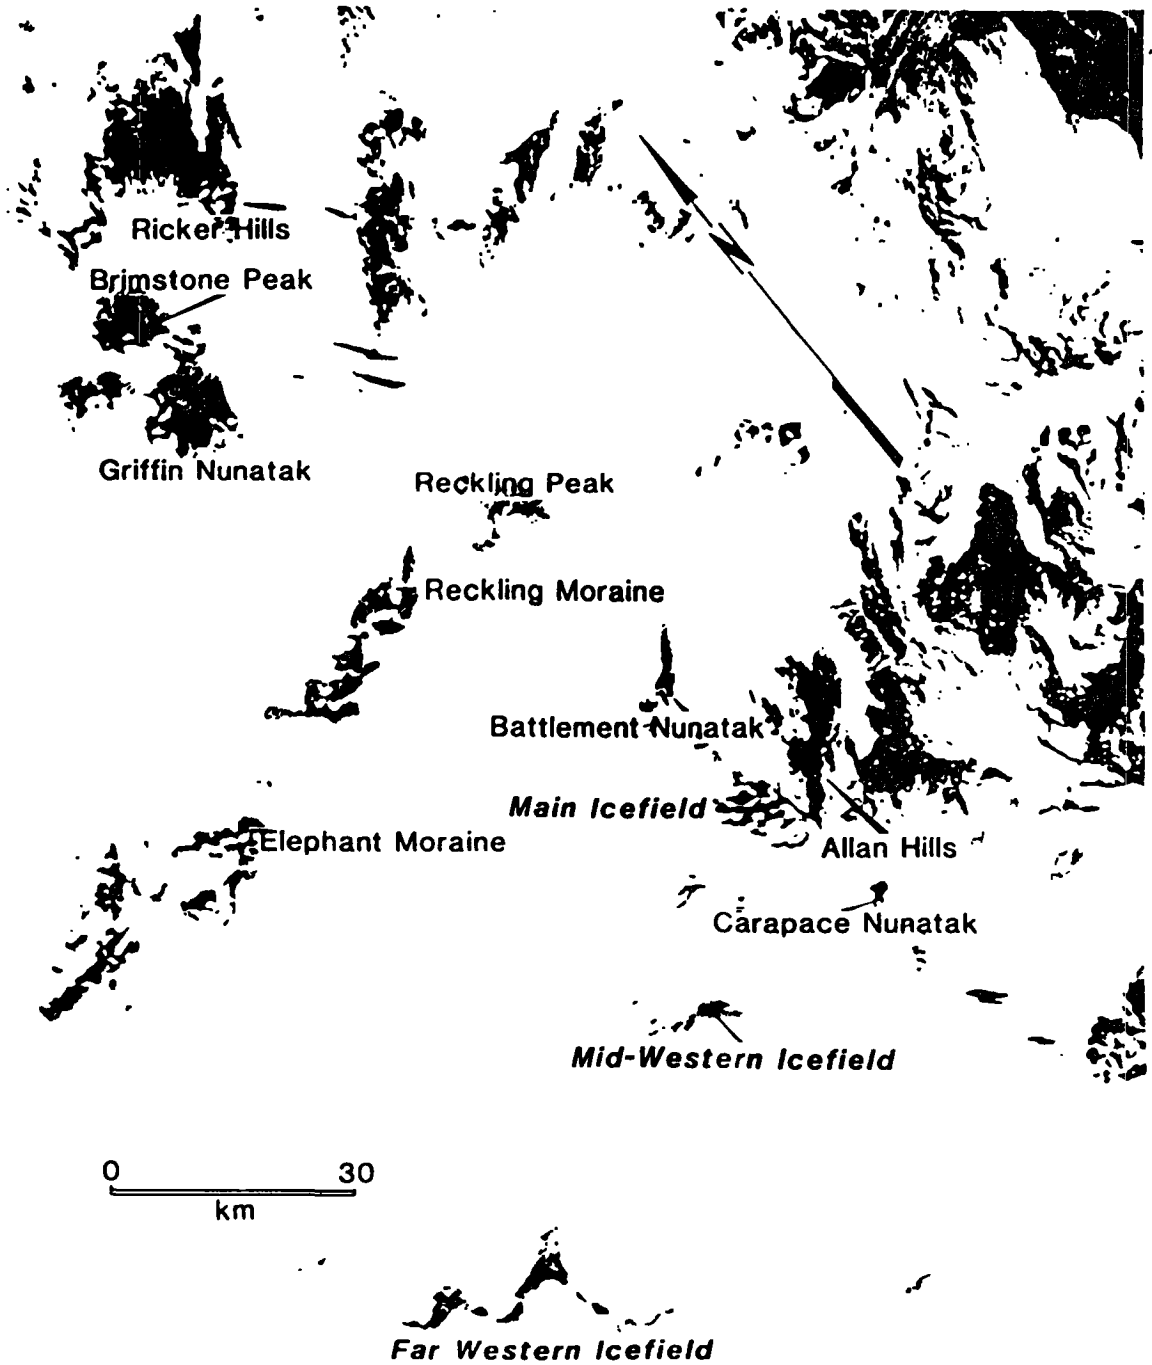 Ricker Hills
Brimstone Peak
Griffin Nunatak
Reckling Peak
Reckling Moraine
Battlement Nunatak
Main Icefield
Elephant Moraine
Allan Hills
Carapace Nunatak
Mid-Western Icefield
0 30
km
Far Western Icefield